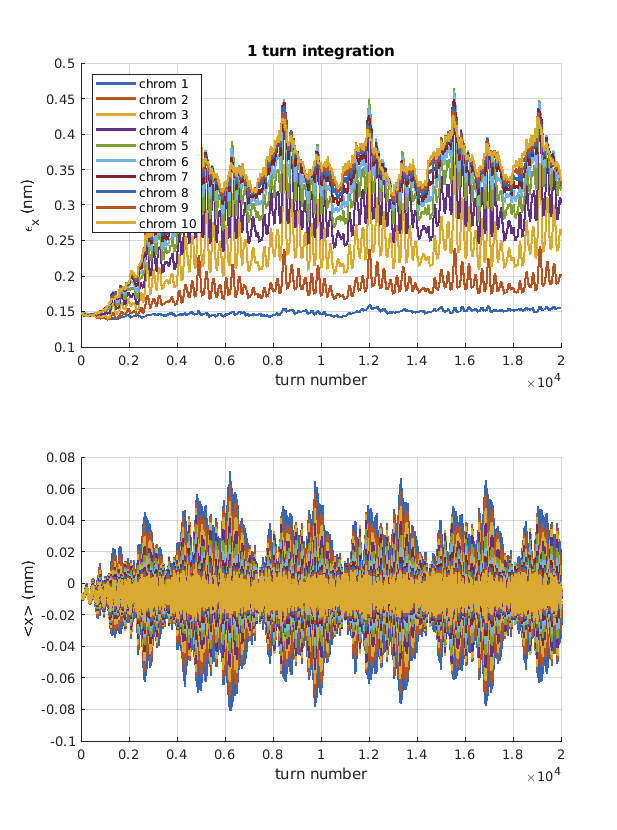 1 turn integration
0.5
0.45
0.4
0.35
0.3
0.25
0.2
0.15
0.1
ϵx (nm)
chrom 1
chrom 2
chrom 3
chrom 4
chrom 5
chrom 6
chrom 7
chrom 8
chrom 9
chrom 10
0 0.2 0.4 0.6 0.8 1 1.2 1.4 1.6 1.8 2
turn number
×10^4
0.08
0.06
0.04
0.02
0
-0.02
-0.04
-0.06
-0.08
-0.1
<x> (mm)
0 0.2 0.4 0.6 0.8 1 1.2 1.4 1.6 1.8 2
turn number
×10^4